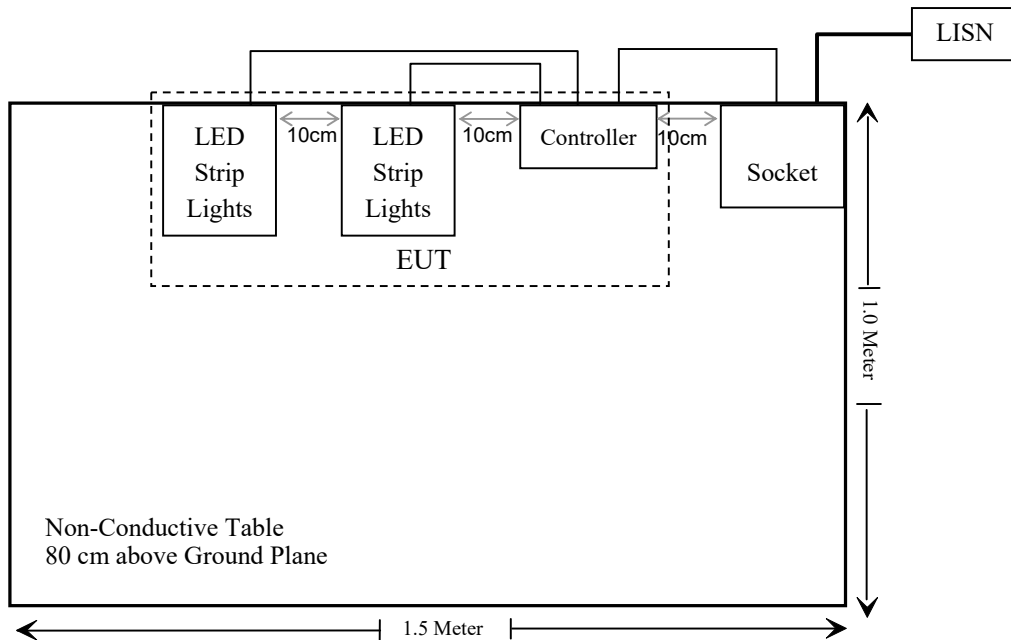 LISN
LED
Strip
Lights
10cm
LED
Strip
Lights
10cm
Controller
10cm
Socket
EUT
1.0 Meter
Non-Conductive Table
80 cm above Ground Plane
1.5 Meter